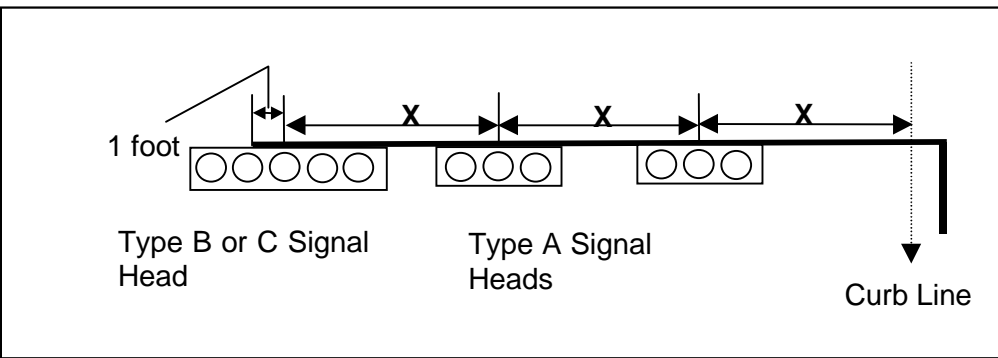 X X X
1 foot
Type B or C Signal
Head
Type A Signal
Heads
Curb Line